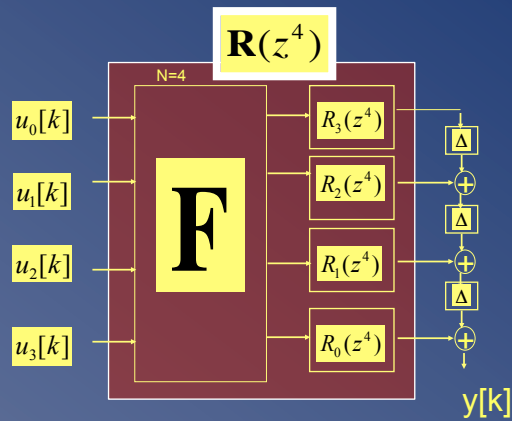 R(z⁴)
N=4
u₀[k]
u₁[k]
u₂[k]
u₃[k]
F
R₃(z⁴)
R₂(z⁴)
R₁(z⁴)
R₀(z⁴)
Δ
+
Δ
+
Δ
+
y[k]